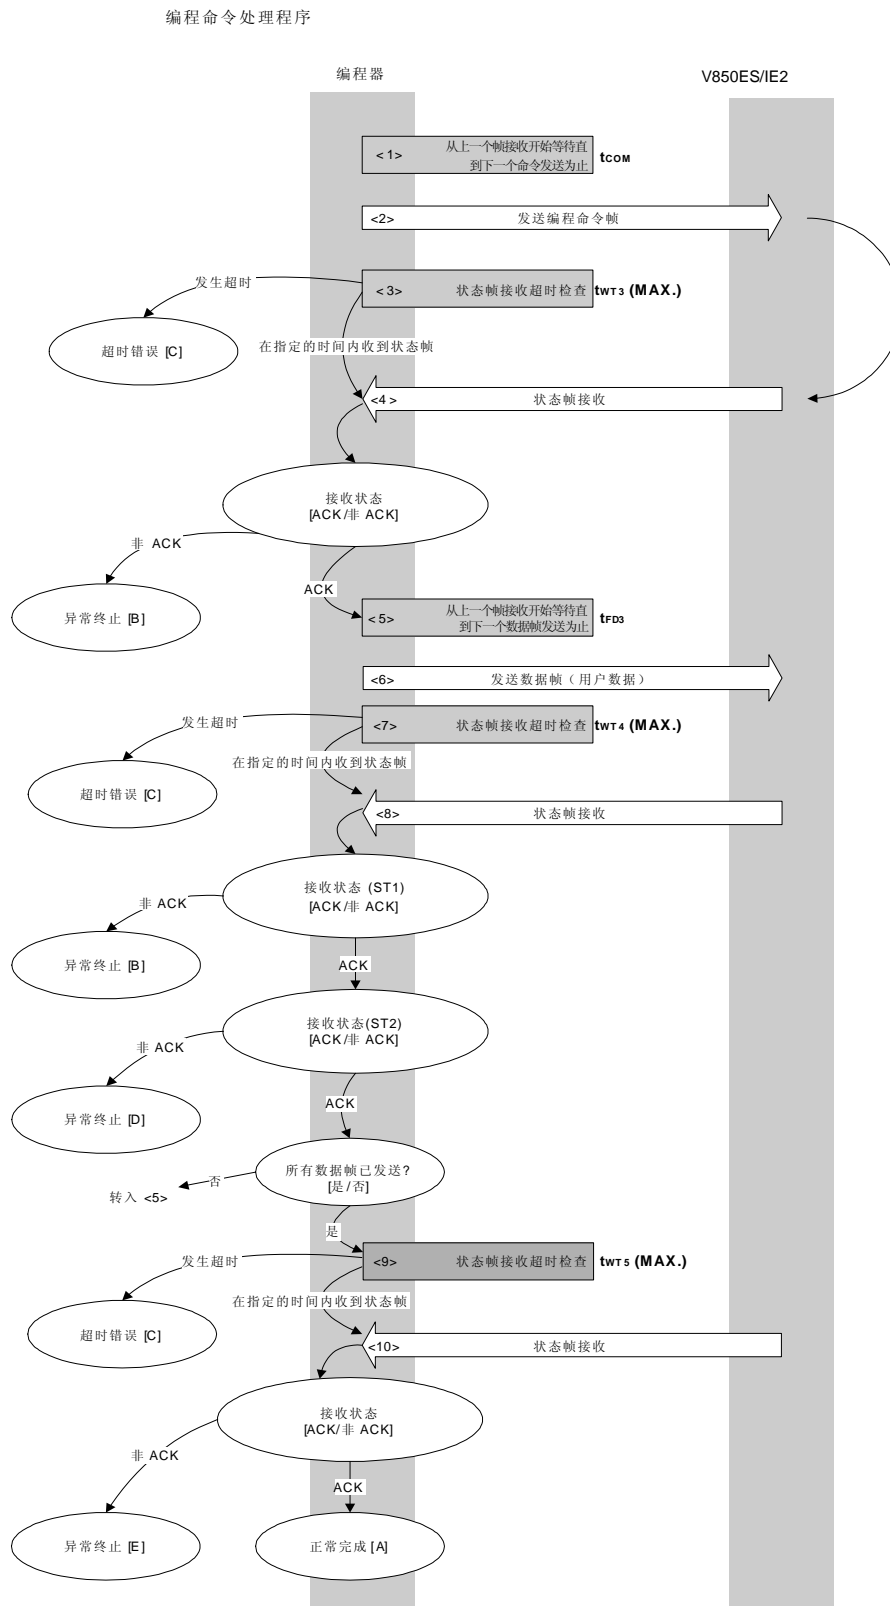 编程命令处理程序
编程器
V850ES/IE2
<1>
从上一个帧接收开始等待直
到下一个命令发送为止
tCOM
<2>
发送编程命令帧
发生超时
<3>
状态帧接收超时检查
tWT3 (MAX.)
超时错误 [C]
在指定的时间内收到状态帧
<4>
状态帧接收
接收状态
[ACK/非 ACK]
非 ACK
ACK
异常终止 [B]
<5>
从上一个帧接收开始等待直
到下一个数据帧发送为止
tFD3
<6>
发送数据帧（用户数据）
发生超时
<7>
状态帧接收超时检查
tWT4 (MAX.)
在指定的时间内收到状态帧
超时错误 [C]
<8>
状态帧接收
接收状态 (ST1)
[ACK/非 ACK]
非 ACK
异常终止 [B]
ACK
接收状态(ST2)
[ACK/非 ACK]
非 ACK
异常终止 [D]
ACK
所有数据帧已发送?
[是/否]
否
转入 <5>
是
发生超时
<9>
状态帧接收超时检查
tWT5 (MAX.)
在指定的时间内收到状态帧
超时错误 [C]
<10>
状态帧接收
接收状态
[ACK/非 ACK]
非 ACK
ACK
异常终止 [E]
正常完成 [A]